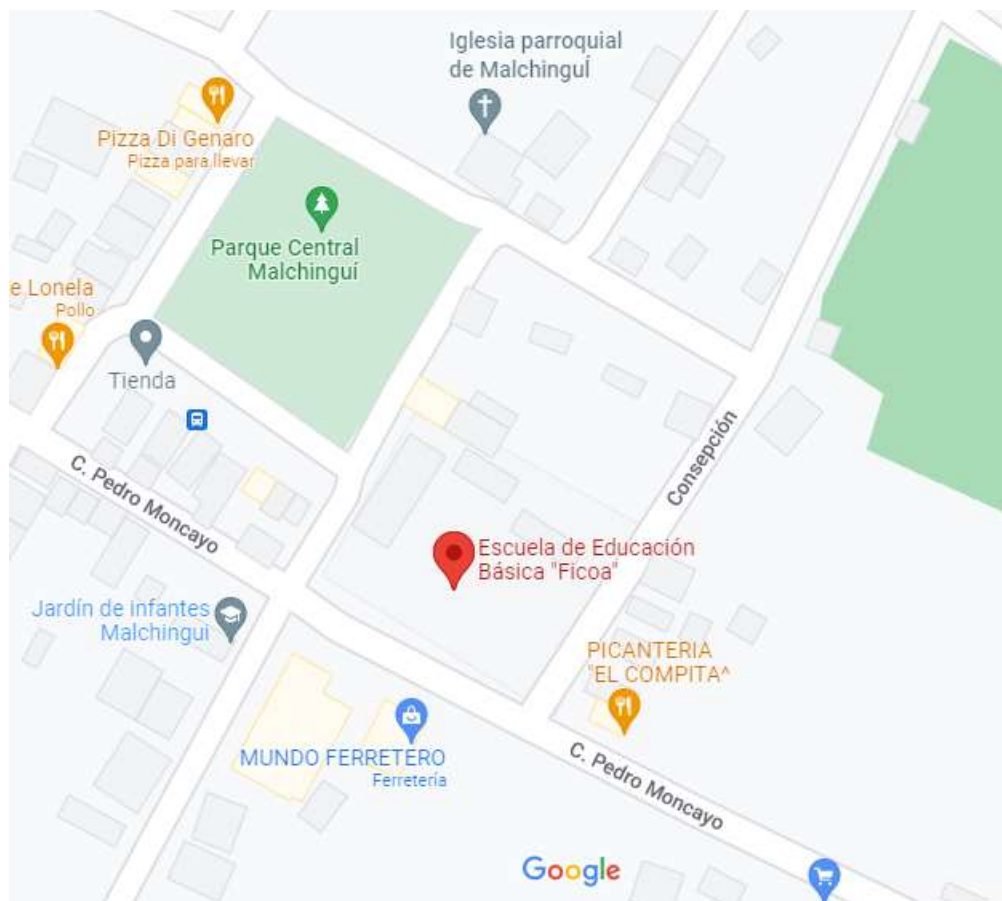 Iglesia parroquial
de Malchinguĺ
Pizza Di Genaro
Pizza para llevar
Parque Central
Malchinguí
e Lonela
Pollo
Tienda
Consepción
C. Pedro Moncayo
Escuela de Educación
Básica "Ficoa"
Jardín de infantes
Malchingui
PICANTERIA
"EL COMPITA^
MUNDO FERRETERO
Ferretería
C. Pedro Moncayo
Google